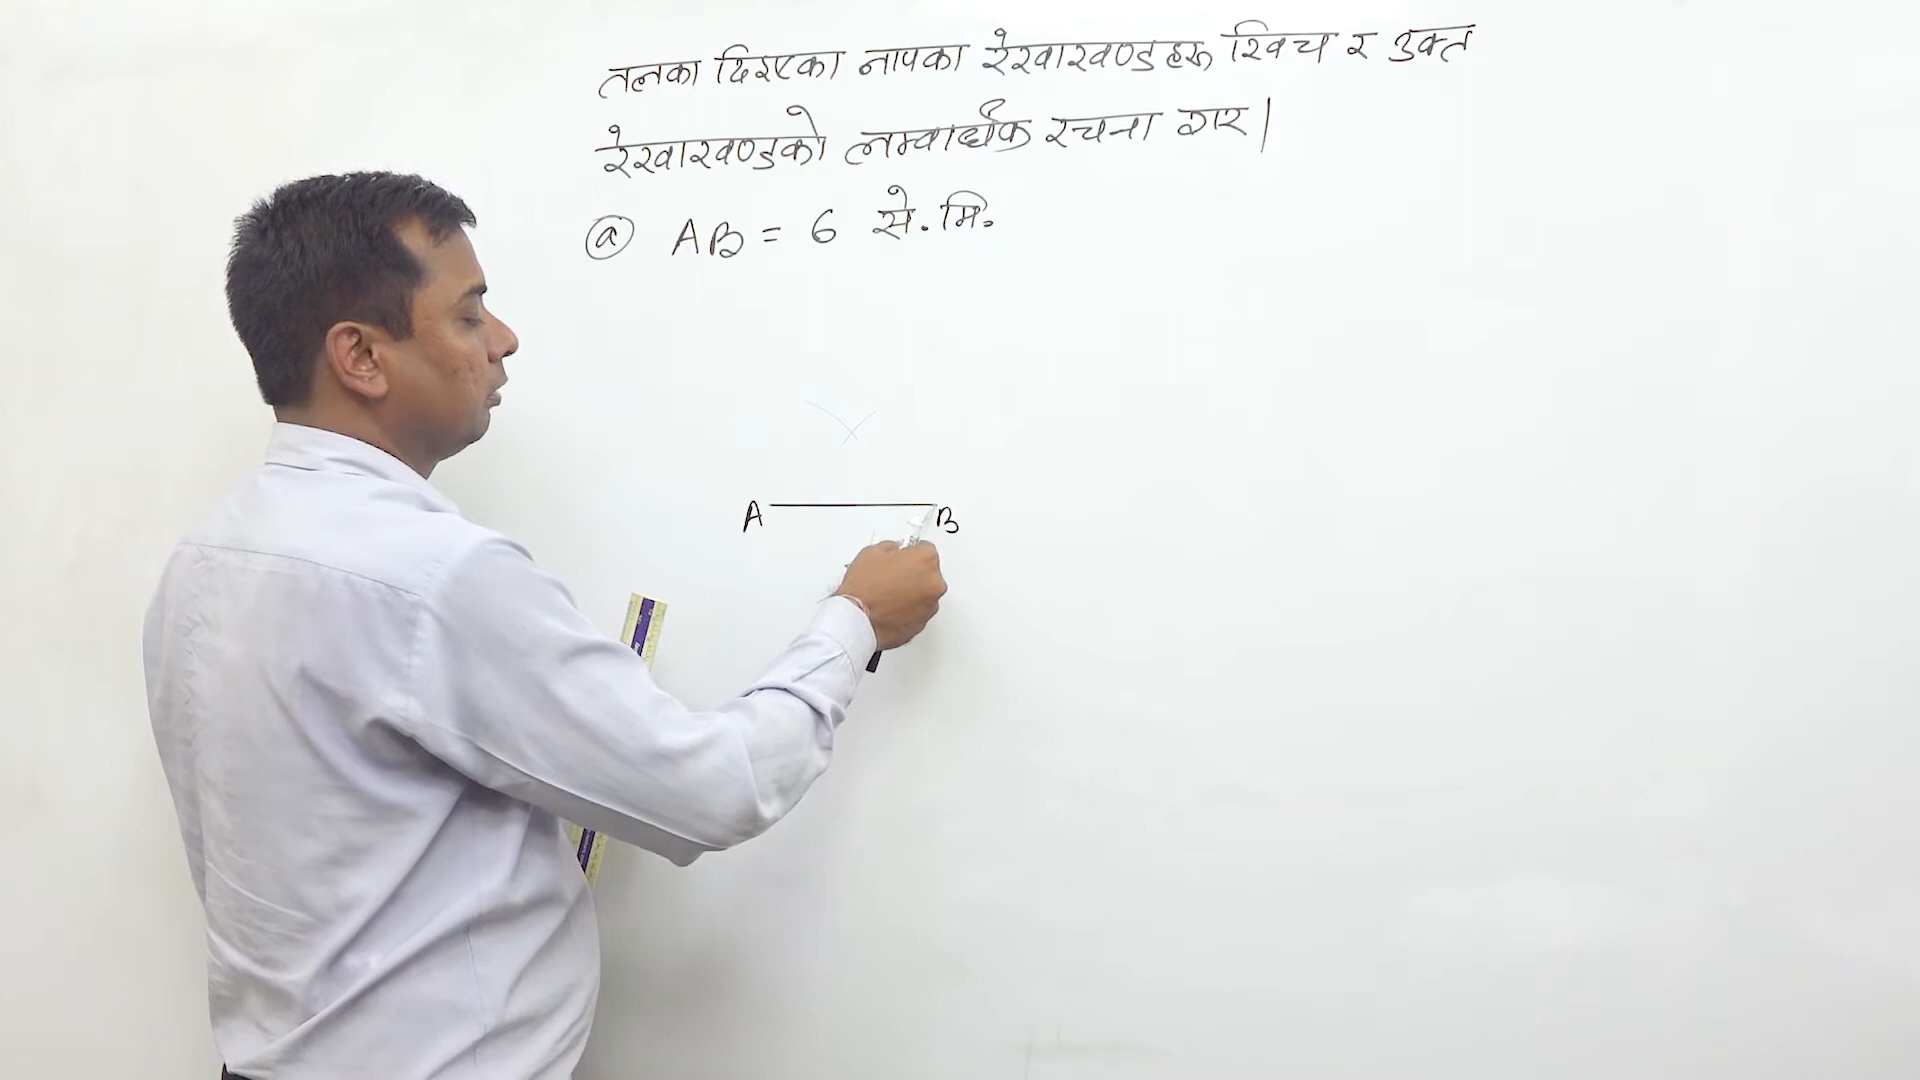 तलका दिइएका नापका रेखाखण्डहरू खिच र उक्त
रेखाखण्डको लम्बार्धक रचना गर।
ⓐ AB = 6 से.मि.
A B